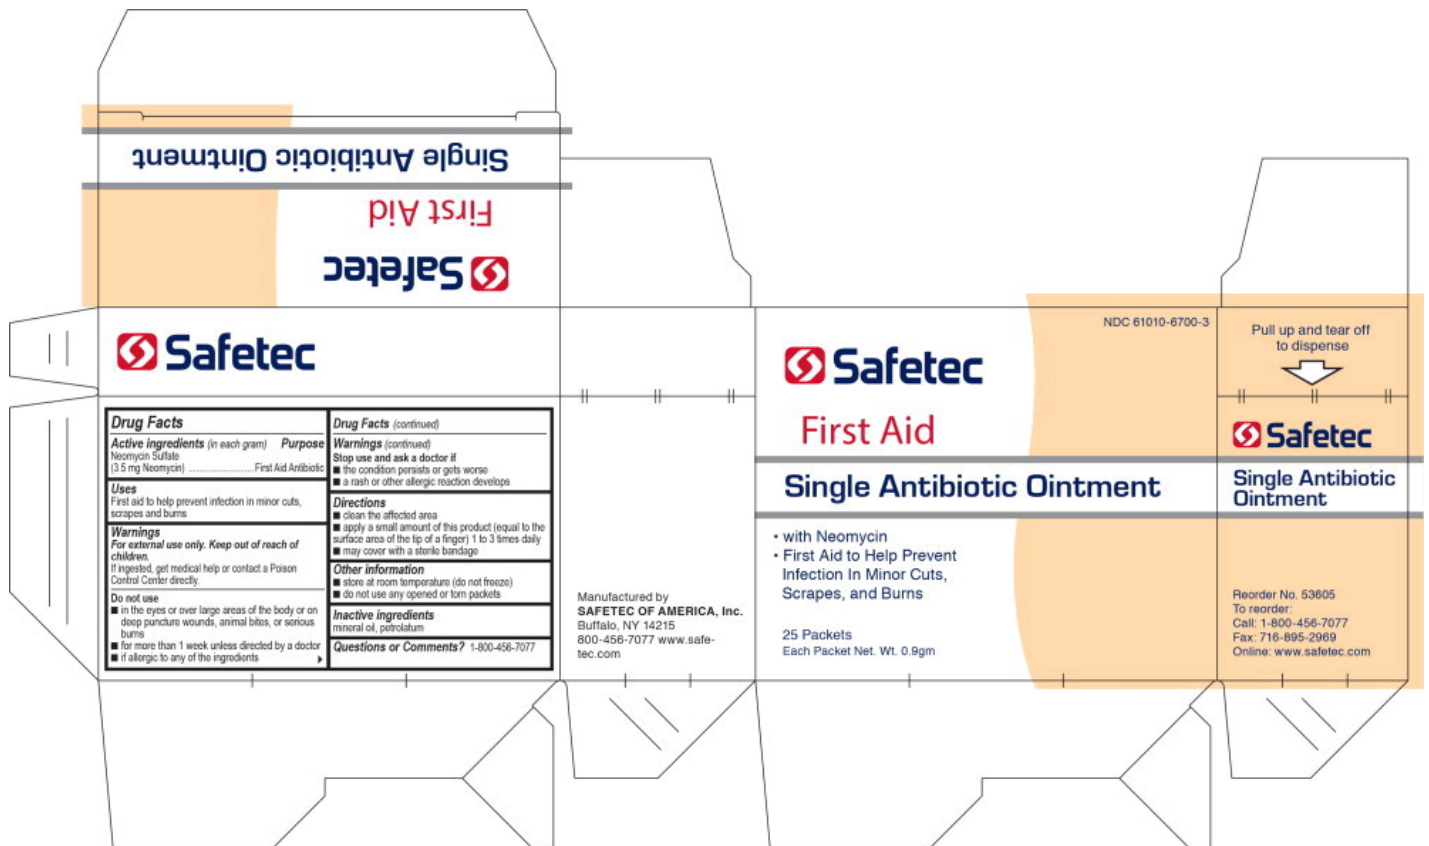 Single Antibiotic Ointment
First Aid
Safetec
Safetec
Drug Facts
Active ingredients (in each gram) Purpose
Neomycin Sulfate
(3.5 mg Neomycin) ........................ First Aid Antibiotic
Uses
First aid to help prevent infection in minor cuts,
scrapes and burns
Warnings
For external use only. Keep out of reach of
children.
If ingested, get medical help or contact a Poison
Control Center directly.
Do not use
■ in the eyes or over large areas of the body or on
deep puncture wounds, animal bites, or serious
burns
■ for more than 1 week unless directed by a doctor
■ if allergic to any of the ingredients
Drug Facts (continued)
Warnings (continued)
Stop use and ask a doctor if
■ the condition persists or gets worse
■ a rash or other allergic reaction develops
Directions
■ clean the affected area
■ apply a small amount of this product (equal to the
surface area of the tip of a finger) 1 to 3 times daily
■ may cover with a sterile bandage
Other information
■ store at room temperature (do not freeze)
■ do not use any opened or torn packets
Inactive ingredients
mineral oil, petrolatum
Questions or Comments? 1-800-456-7077
Manufactured by
SAFETEC OF AMERICA, Inc.
Buffalo, NY 14215
800-456-7077 www.safe-
tec.com
NDC 61010-6700-3
Safetec
First Aid
Single Antibiotic Ointment
• with Neomycin
• First Aid to Help Prevent
Infection In Minor Cuts,
Scrapes, and Burns
25 Packets
Each Packet Net. Wt. 0.9gm
Pull up and tear off
to dispense
Safetec
Single Antibiotic
Ointment
Reorder No. 53605
To reorder:
Call: 1-800-456-7077
Fax: 716-895-2969
Online: www.safetec.com